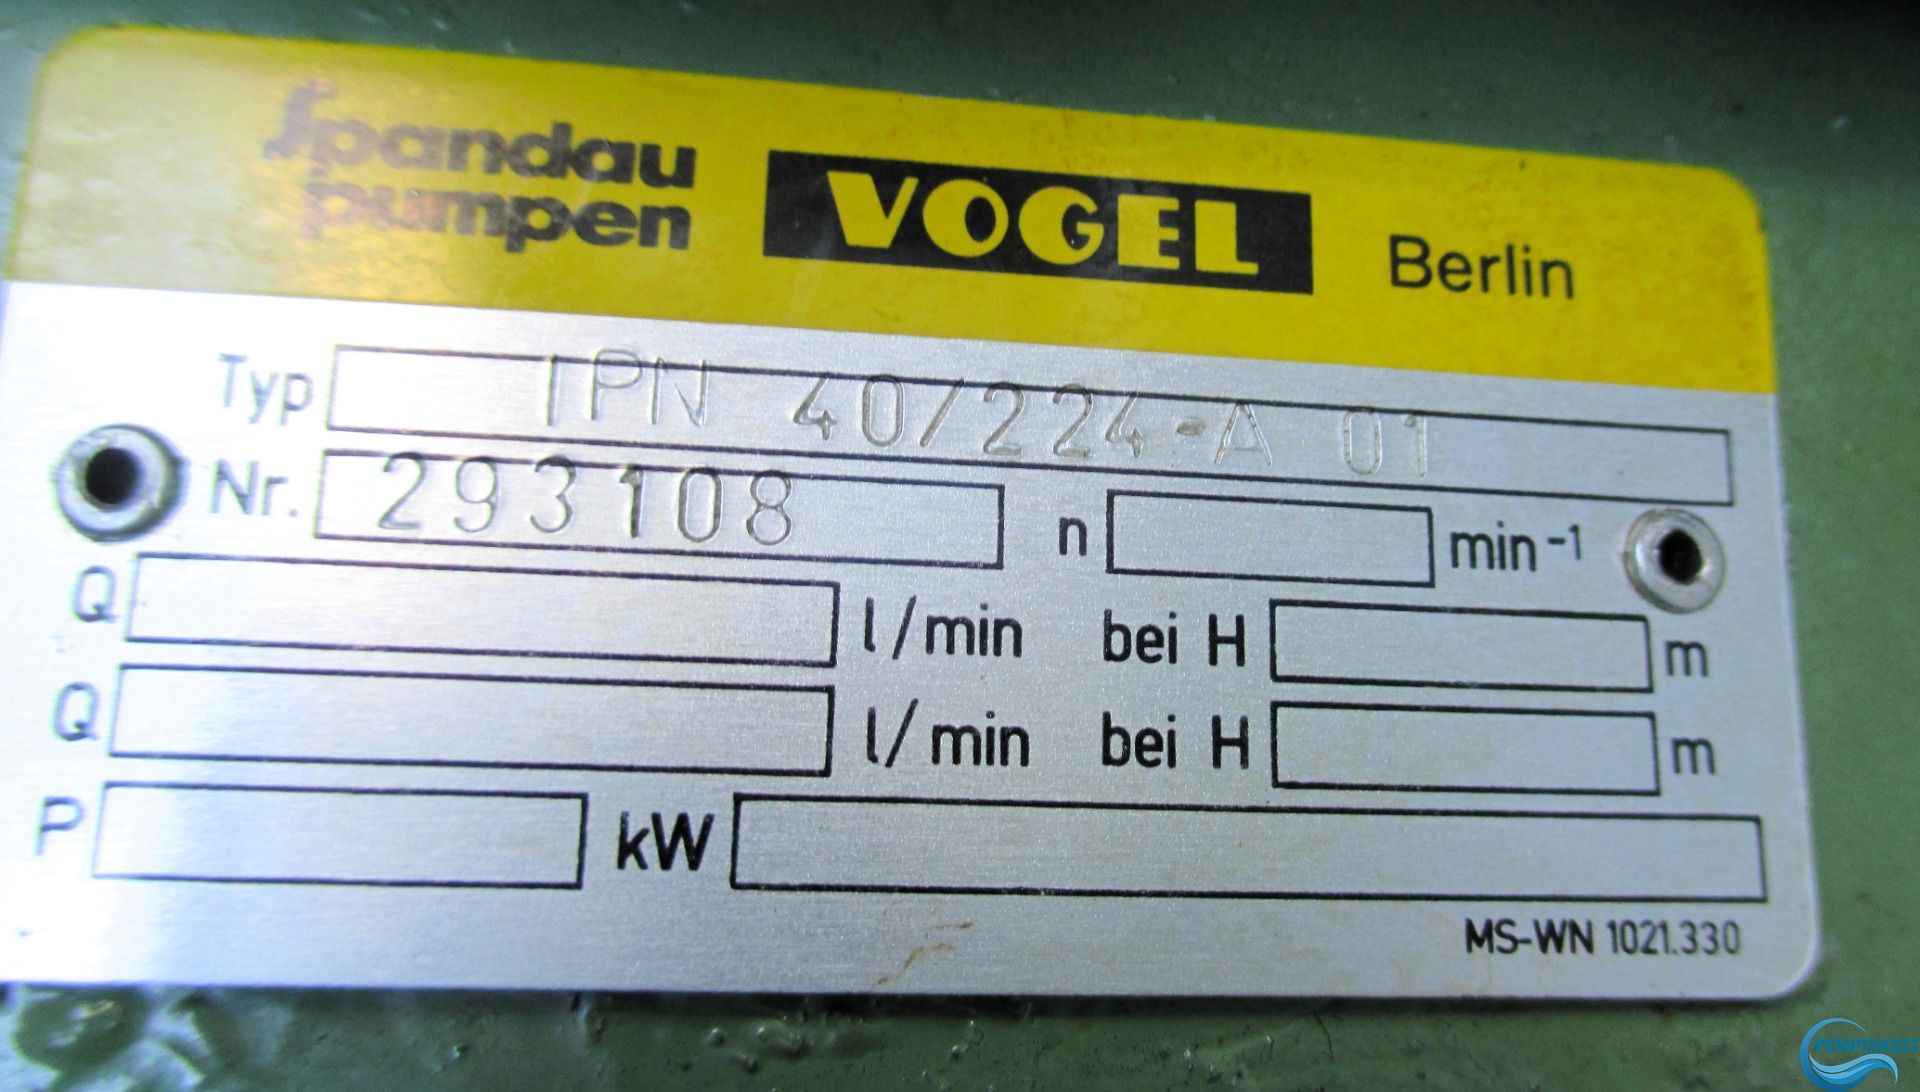 Spandau
pumpen VOGEL Berlin
Typ IPN 40/224-A 01
Nr. 293108 n min⁻¹
Q l/min bei H m
Q l/min bei H m
P kW
MS-WN 1021.330